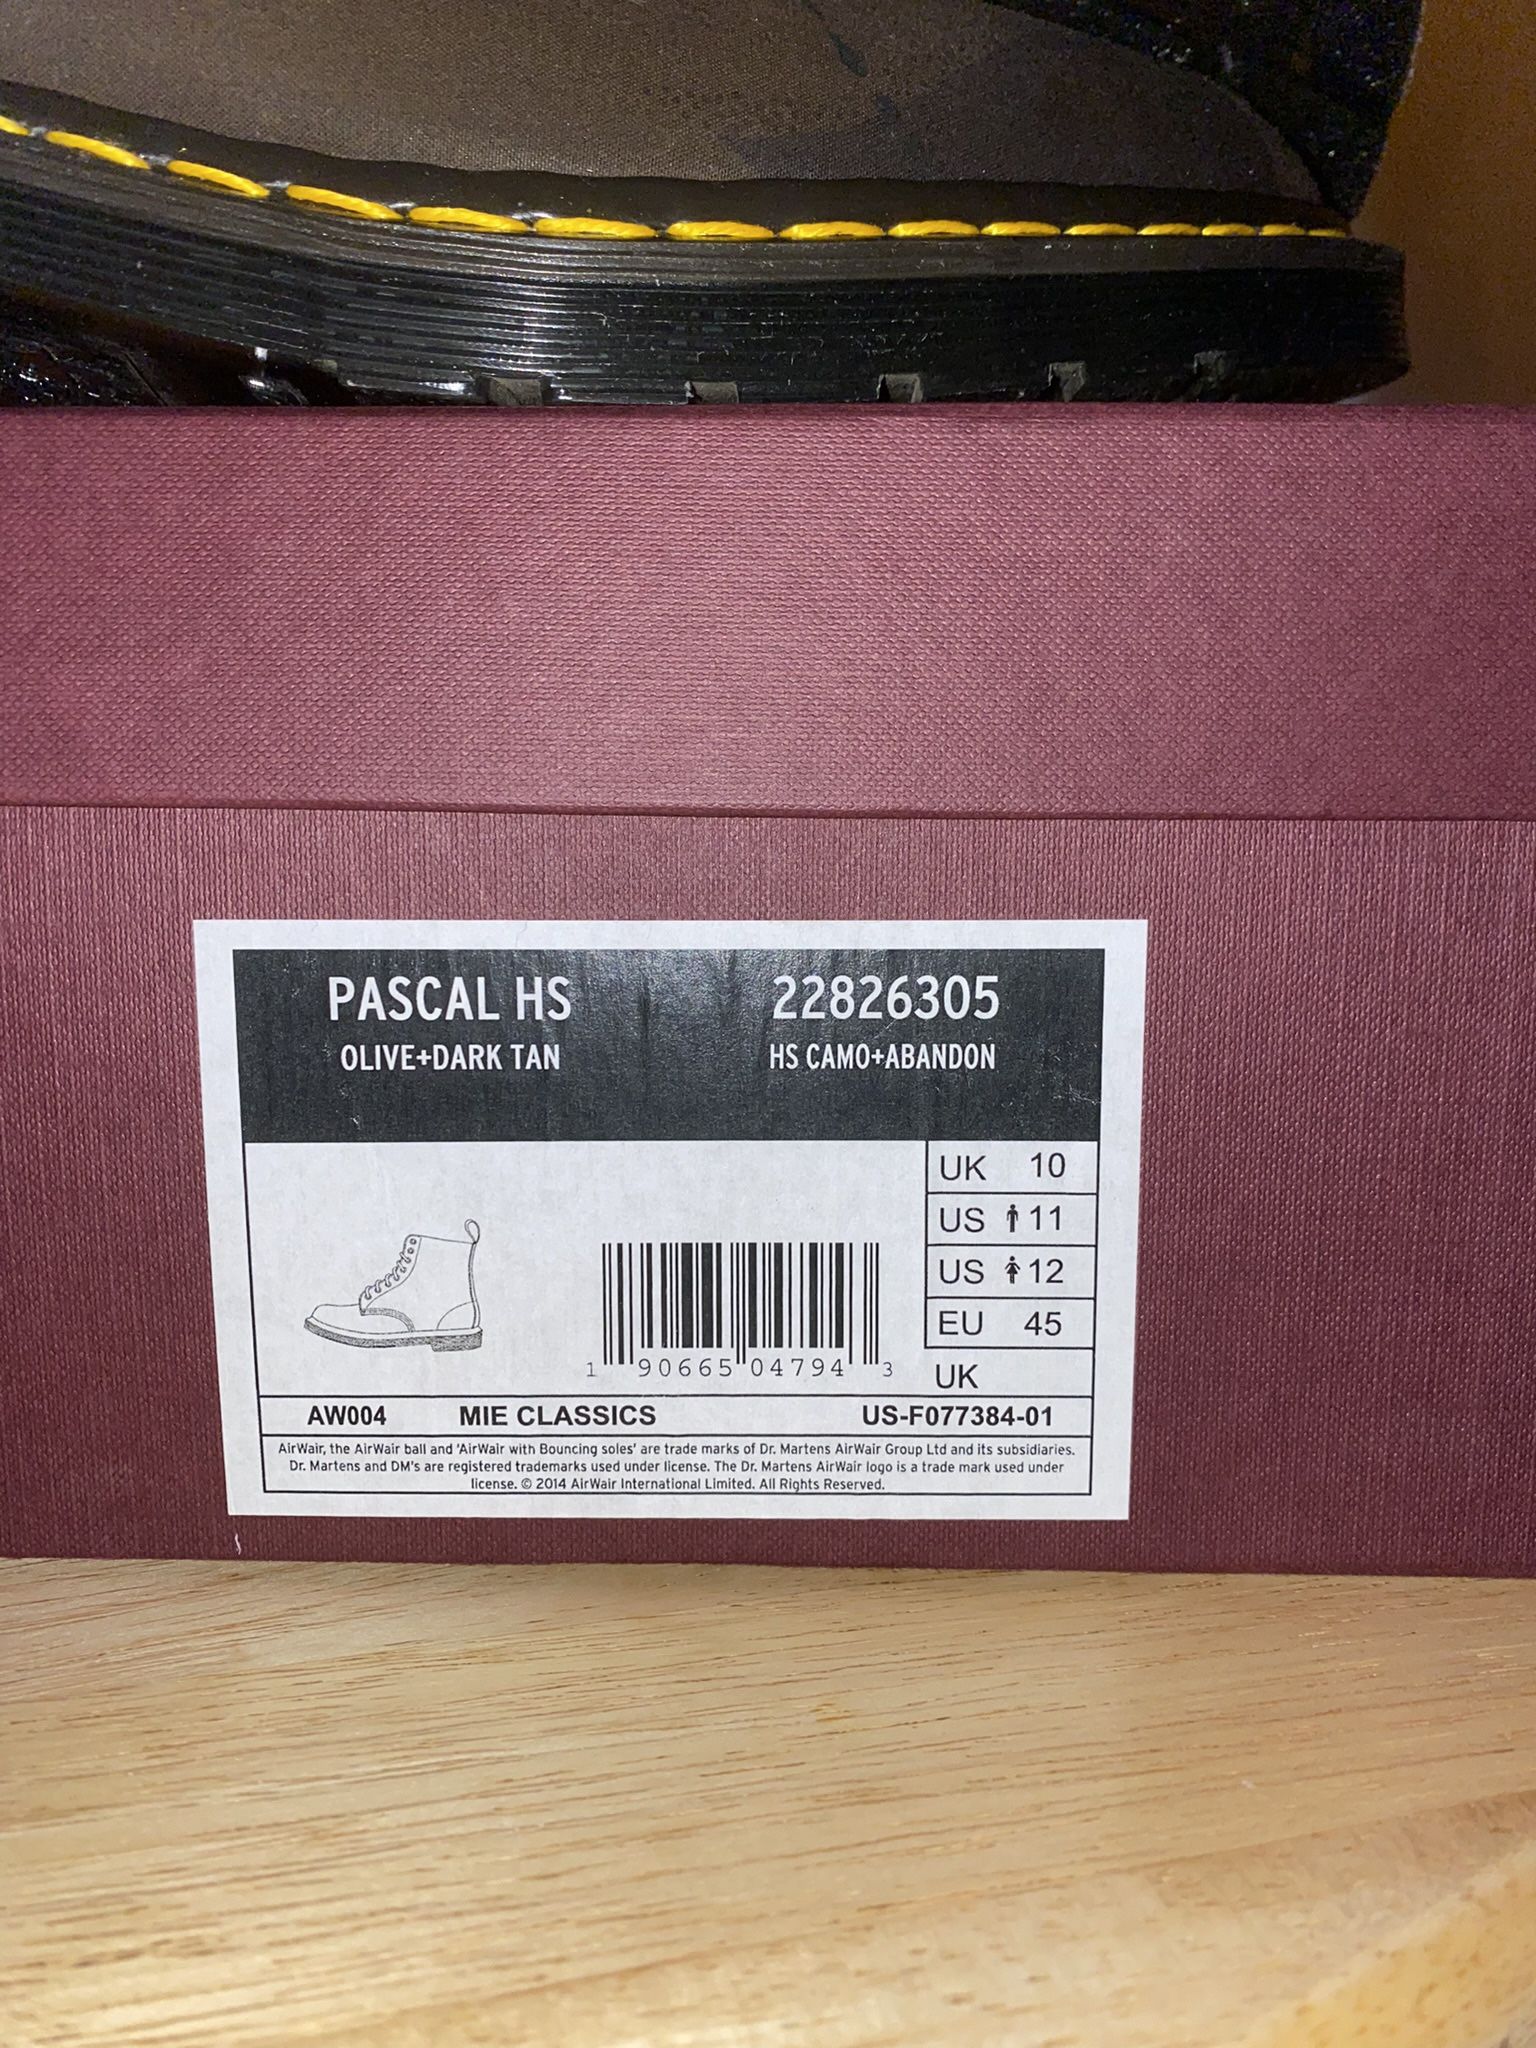 PASCAL HS 22826305
OLIVE+DARK TAN HS CAMO+ABANDON
UK 10
US 11
US 12
EU 45
1 90665 04794 3
UK
AW004 MIE CLASSICS US-F077384-01
AirWair, the AirWair ball and 'AirWair with Bouncing soles' are trade marks of Dr. Martens AirWair Group Ltd and its subsidiaries.
Dr. Martens and DM's are registered trademarks used under license. The Dr. Martens AirWair logo is a trade mark used under
license. © 2014 AirWair International Limited. All Rights Reserved.